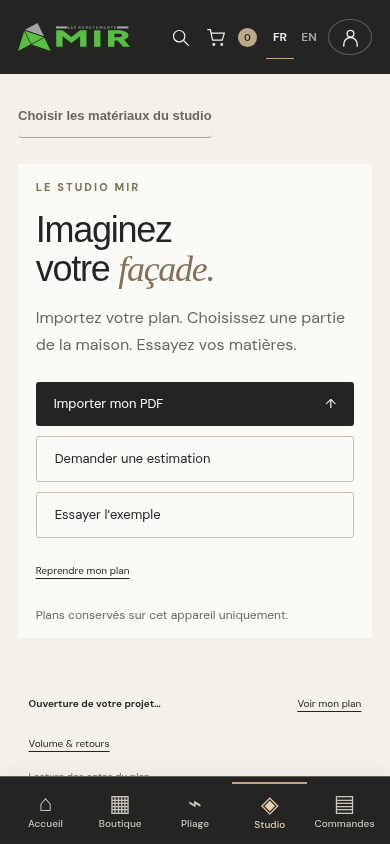 LES REVÊTEMENTS
MIR
0
FR
EN
Choisir les matériaux du studio
LE STUDIO MIR
Imaginez
votre façade.
Importez votre plan. Choisissez une partie
de la maison. Essayez vos matières.
Importer mon PDF ↑
Demander une estimation
Essayer l'exemple
Reprendre mon plan
Plans conservés sur cet appareil uniquement.
Ouverture de votre projet…
Voir mon plan
Volume & retours
Accueil
Boutique
Pliage
Studio
Commandes